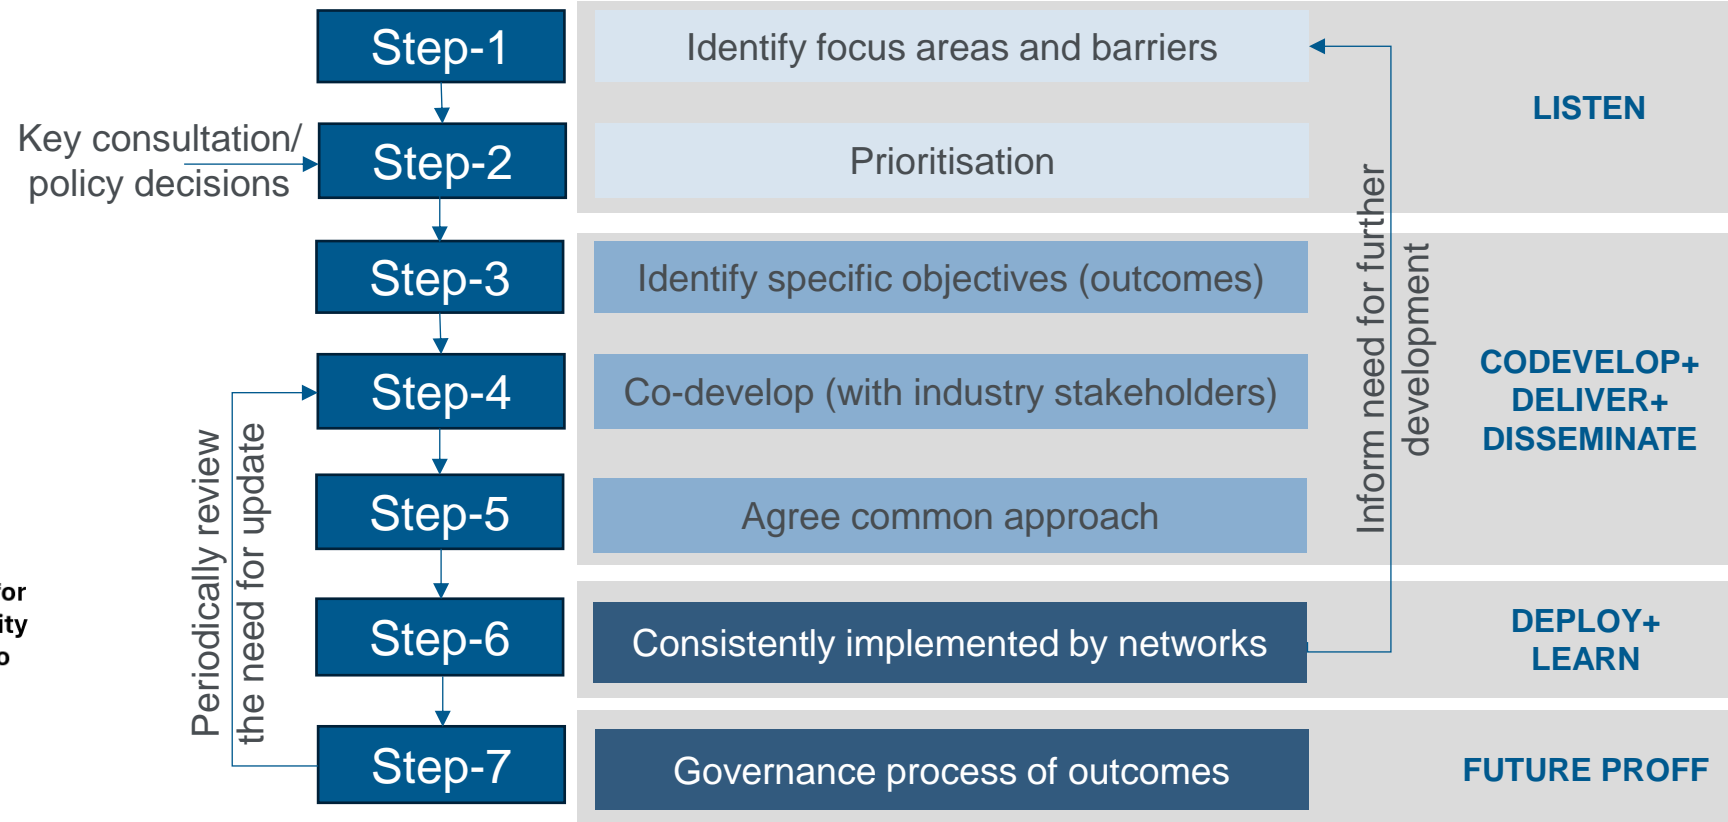 Step-1
Identify focus areas and barriers
LISTEN
Key consultation/
policy decisions
Step-2
Prioritisation
Step-3
Identify specific objectives (outcomes)
Inform need for further
development
CODEVELOP+
DELIVER+
DISSEMINATE
Step-4
Co-develop (with industry stakeholders)
Periodically review
the need for update
Step-5
Agree common approach
Step-6
Consistently implemented by networks
DEPLOY+
LEARN
Step-7
Governance process of outcomes
FUTURE PROFF